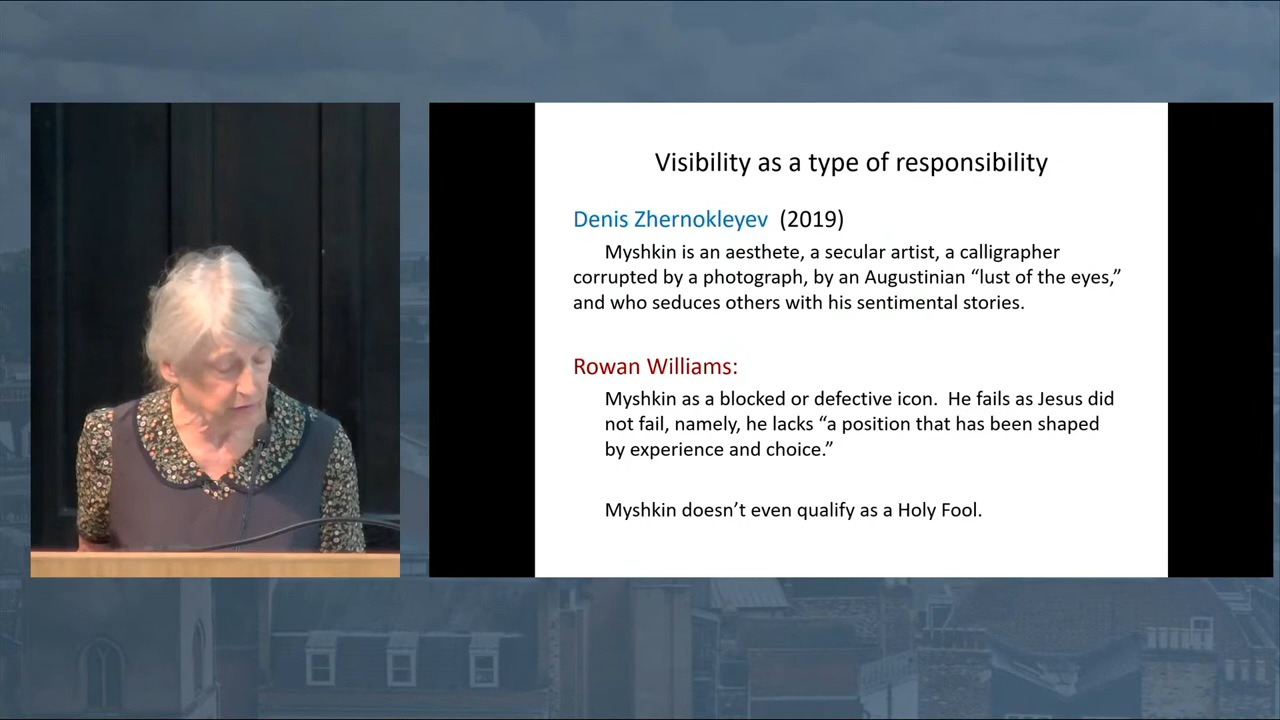 Visibility as a type of responsibility
Denis Zhernokleyev (2019)
Myshkin is an aesthete, a secular artist, a calligrapher
corrupted by a photograph, by an Augustinian “lust of the eyes,”
and who seduces others with his sentimental stories.
Rowan Williams:
Myshkin as a blocked or defective icon.  He fails as Jesus did
not fail, namely, he lacks “a position that has been shaped
by experience and choice.”
Myshkin doesn’t even qualify as a Holy Fool.